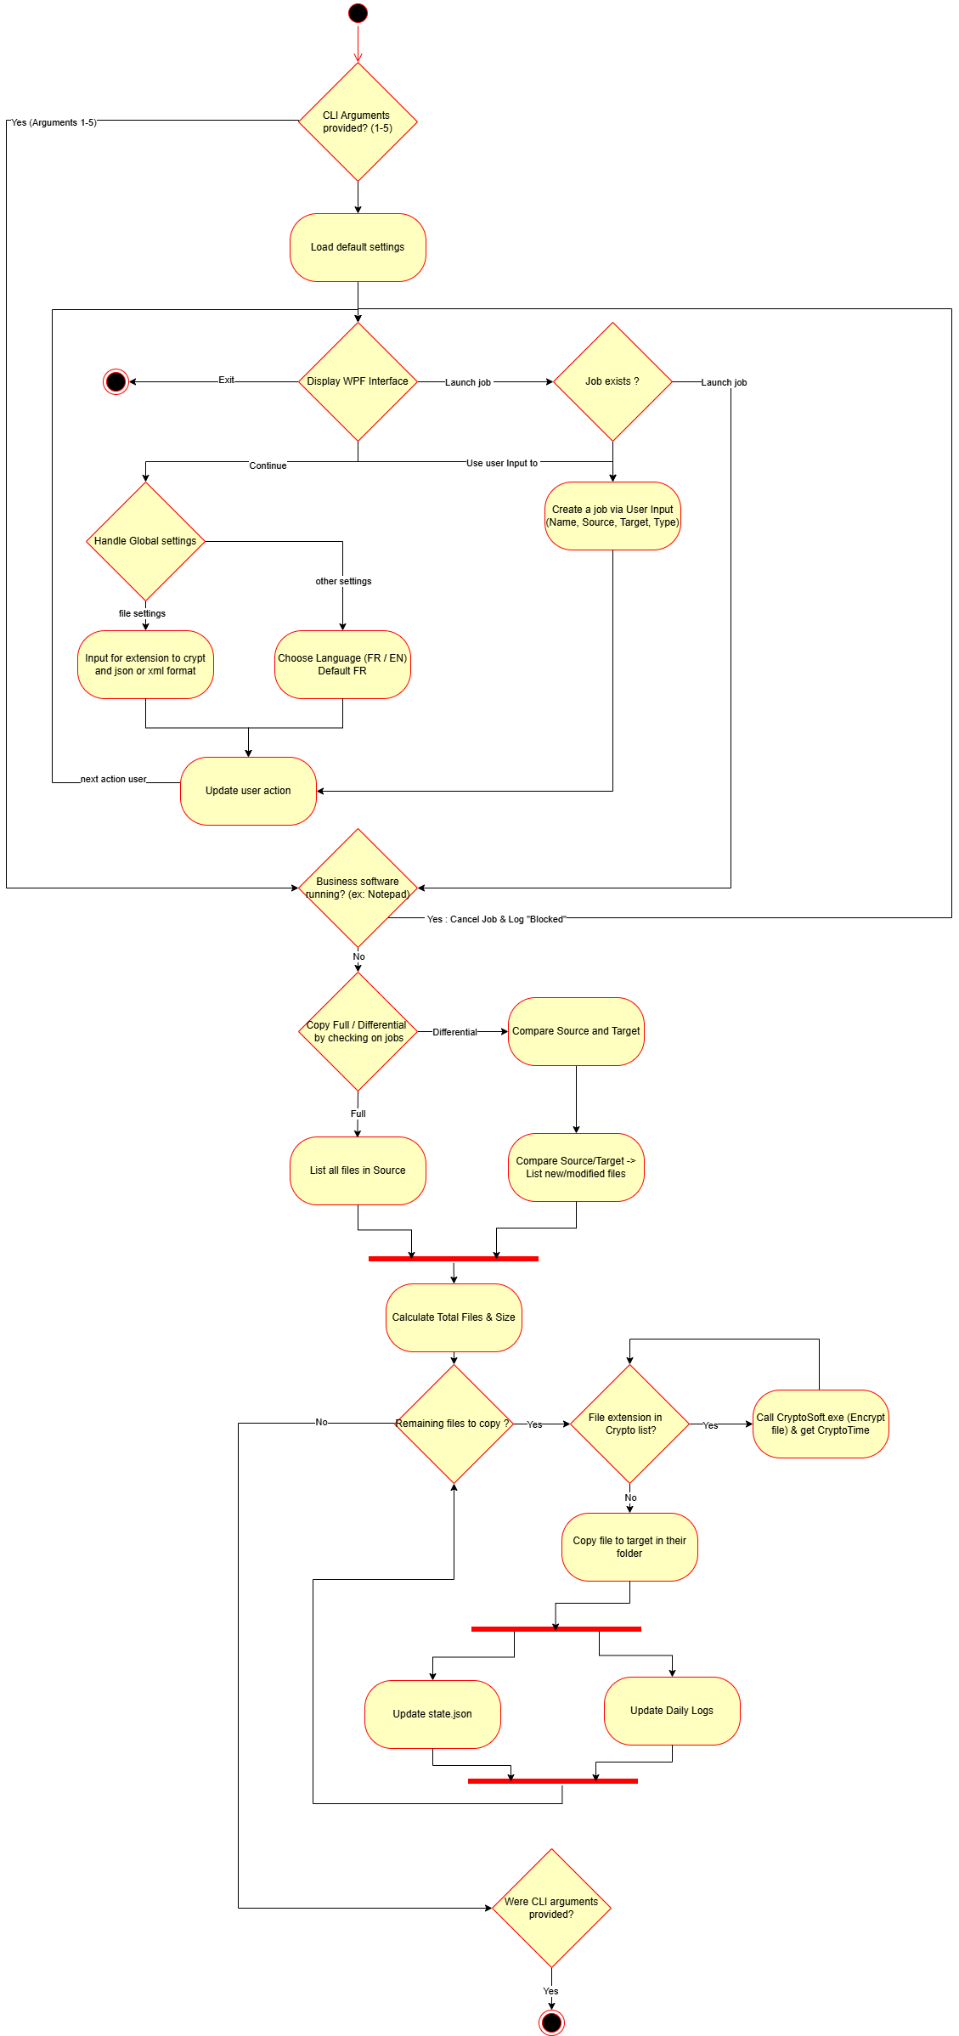 CLI Arguments
provided? (1-5)
Yes (Arguments 1-5)
Load default settings
Exit
Display WPF Interface
Launch job
Job exists ?
Launch job
Continue
Use user Input to
Create a job via User Input
(Name, Source, Target, Type)
Handle Global settings
other settings
file settings
Input for extension to crypt
and json or xml format
Choose Language (FR / EN)
Default FR
next action user
Update user action
Business software
running? (ex: Notepad)
Yes : Cancel Job & Log "Blocked"
No
Copy Full / Differential
by checking on jobs
Differential
Compare Source and Target
Full
List all files in Source
Compare Source/Target ->
List new/modified files
Calculate Total Files & Size
No
Remaining files to copy ?
Yes
File extension in
Crypto list?
Yes
Call CryptoSoft.exe (Encrypt
file) & get CryptoTime
No
Copy file to target in their
folder
Update state.json
Update Daily Logs
Were CLI arguments
provided?
Yes